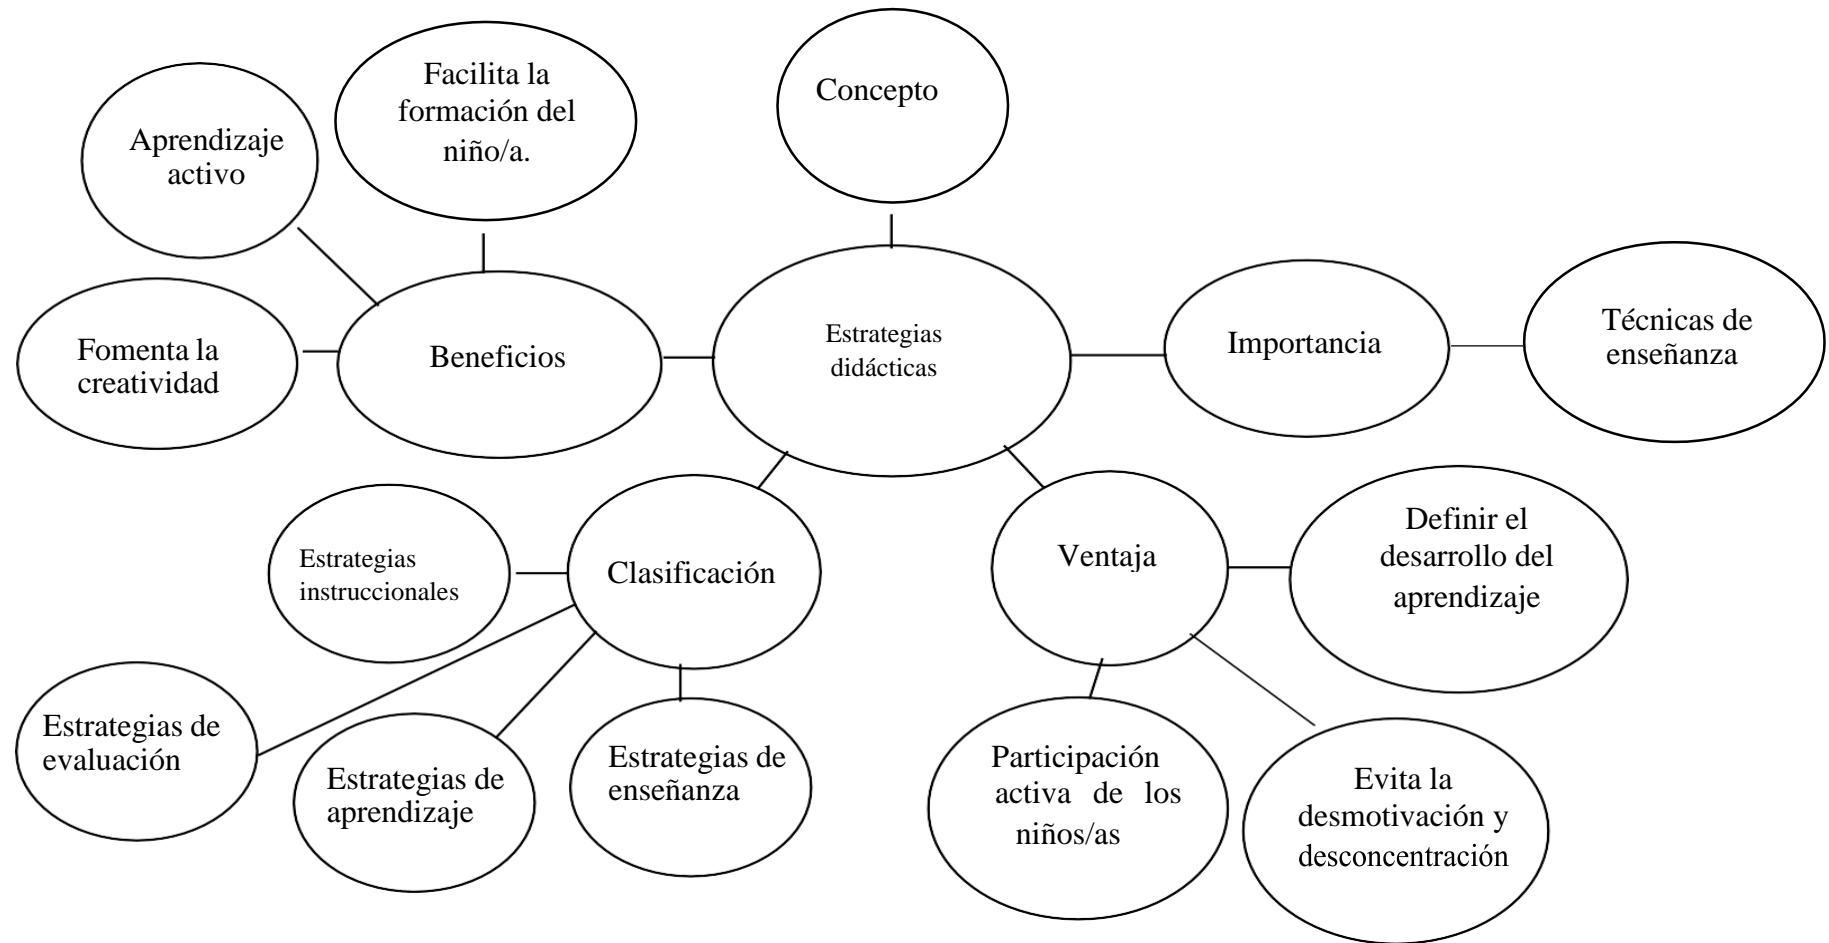 Facilita la
formación del
niño/a.
Concepto
Aprendizaje
activo
Fomenta la
creatividad
Beneficios
Estrategias
didácticas
Importancia
Técnicas de
enseñanza
Estrategias
instruccionales
Clasificación
Ventaja
Definir el
desarrollo del
aprendizaje
Estrategias de
evaluación
Estrategias de
aprendizaje
Estrategias de
enseñanza
Participación
activa de los
niños/as
Evita la
desmotivación y
desconcentración